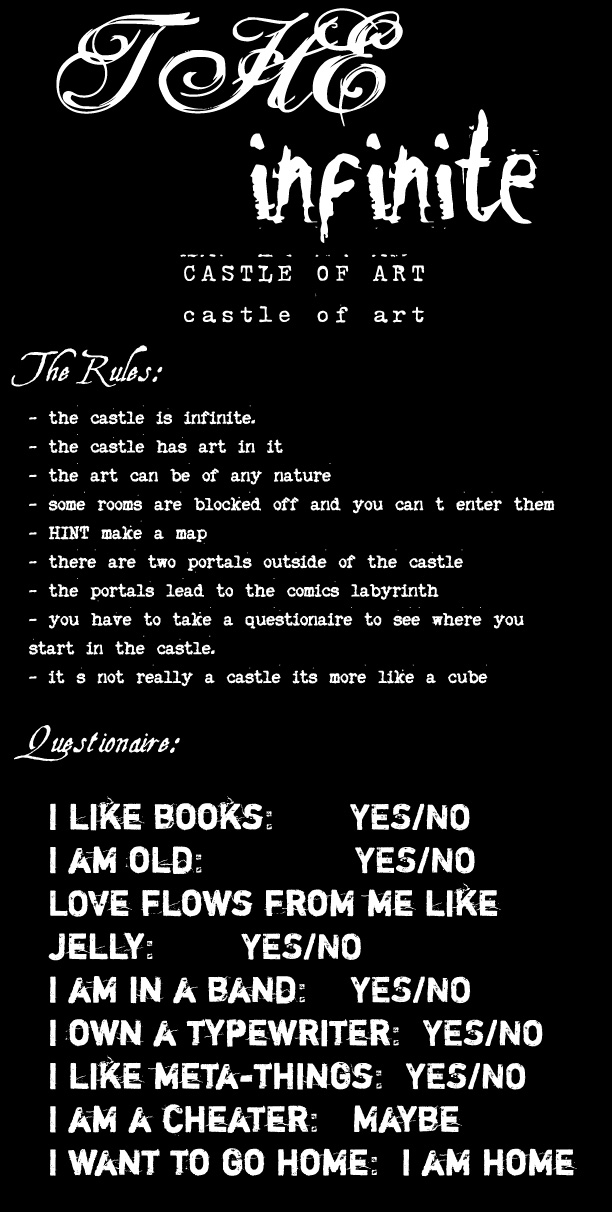 THE
infinite
CASTLE OF ART
castle of art
The Rules:
- the castle is infinite.
- the castle has art in it
- the art can be of any nature
- some rooms are blocked off and you can t enter them
- HINT make a map
- there are two portals outside of the castle
- the portals lead to the comics labyrinth
- you have to take a questionaire to see where you
start in the castle.
- it s not really a castle its more like a cube
Questionaire:
I LIKE BOOKS: YES/NO
I AM OLD: YES/NO
LOVE FLOWS FROM ME LIKE
JELLY: YES/NO
I AM IN A BAND: YES/NO
I OWN A TYPEWRITER: YES/NO
I LIKE META-THINGS: YES/NO
I AM A CHEATER: MAYBE
I WANT TO GO HOME: I AM HOME